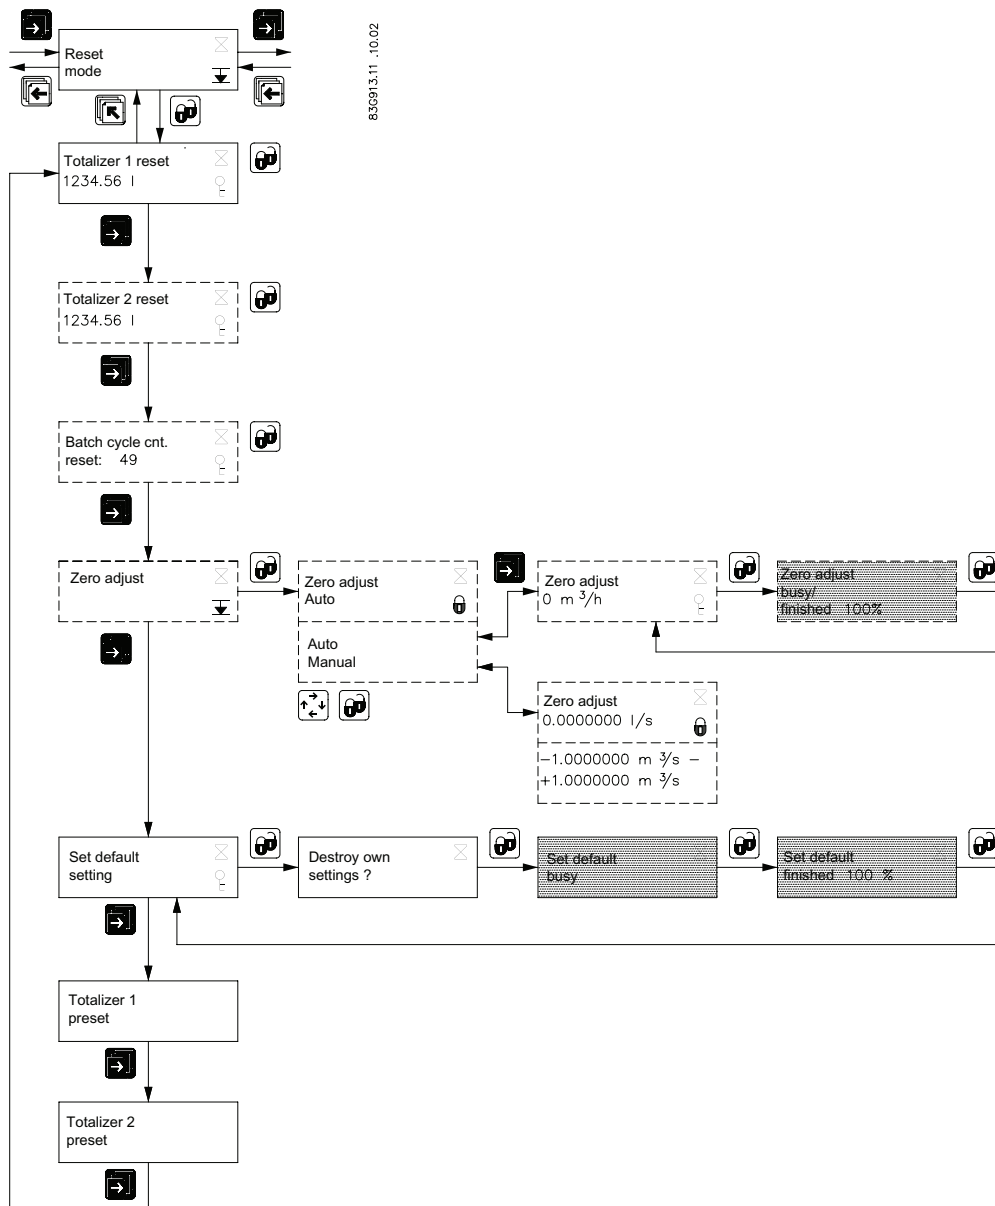 Reset
mode
83G913.11 .10.02
Totalizer 1 reset
1234.56 l
Totalizer 2 reset
1234.56 l
Batch cycle cnt.
reset: 49
Zero adjust
Zero adjust
Auto
Auto
Manual
Zero adjust
0 m ³/h
Zero adjust
busy/
finished 100%
Zero adjust
0.0000000 l/s
−1.0000000 m ³/s −
+1.0000000 m ³/s
Set default
setting
Destroy own
settings ?
Set default
busy
Set default
finished 100 %
Totalizer 1
preset
Totalizer 2
preset